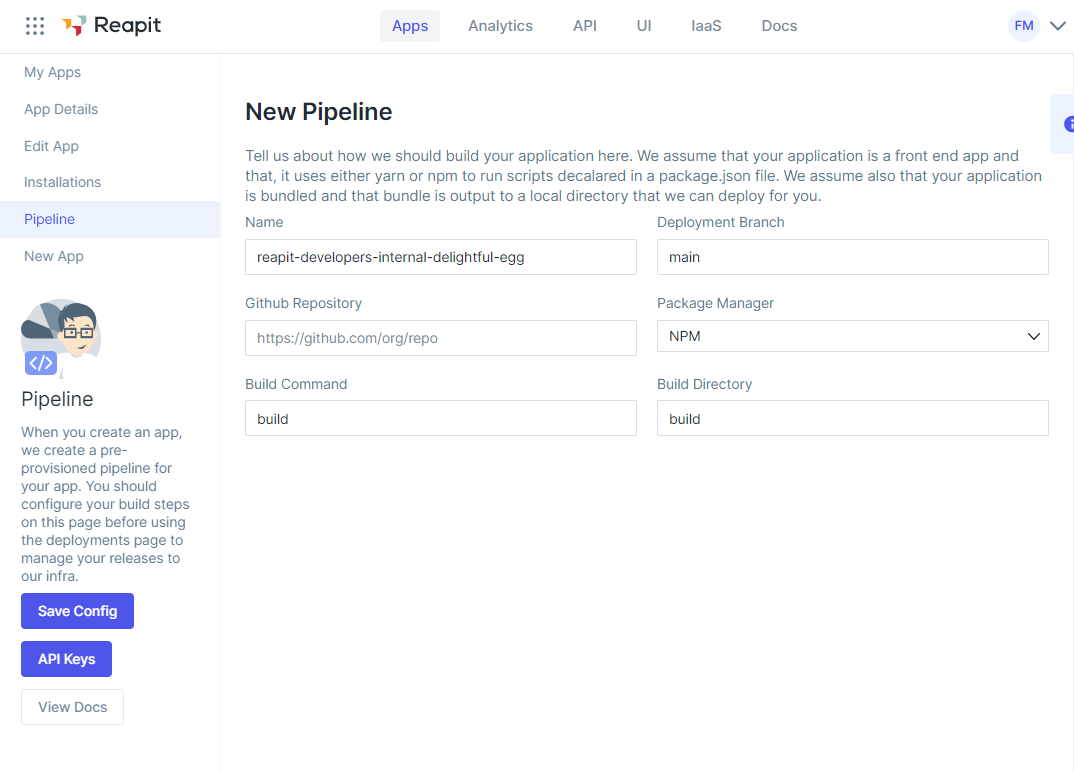 Reapit
Apps
Analytics
API
UI
IaaS
Docs
FM
My Apps
App Details
Edit App
Installations
Pipeline
New App
</>
Pipeline
When you create an app,
we create a pre-
provisioned pipeline for
your app. You should
configure your build steps
on this page before using
the deployments page to
manage your releases to
our infra.
Save Config
API Keys
View Docs
New Pipeline
Tell us about how we should build your application here. We assume that your application is a front end app and
that, it uses either yarn or npm to run scripts decalared in a package.json file. We assume also that your application
is bundled and that bundle is output to a local directory that we can deploy for you.
Name
reapit-developers-internal-delightful-egg
Deployment Branch
main
Github Repository
https://github.com/org/repo
Package Manager
NPM
Build Command
build
Build Directory
build